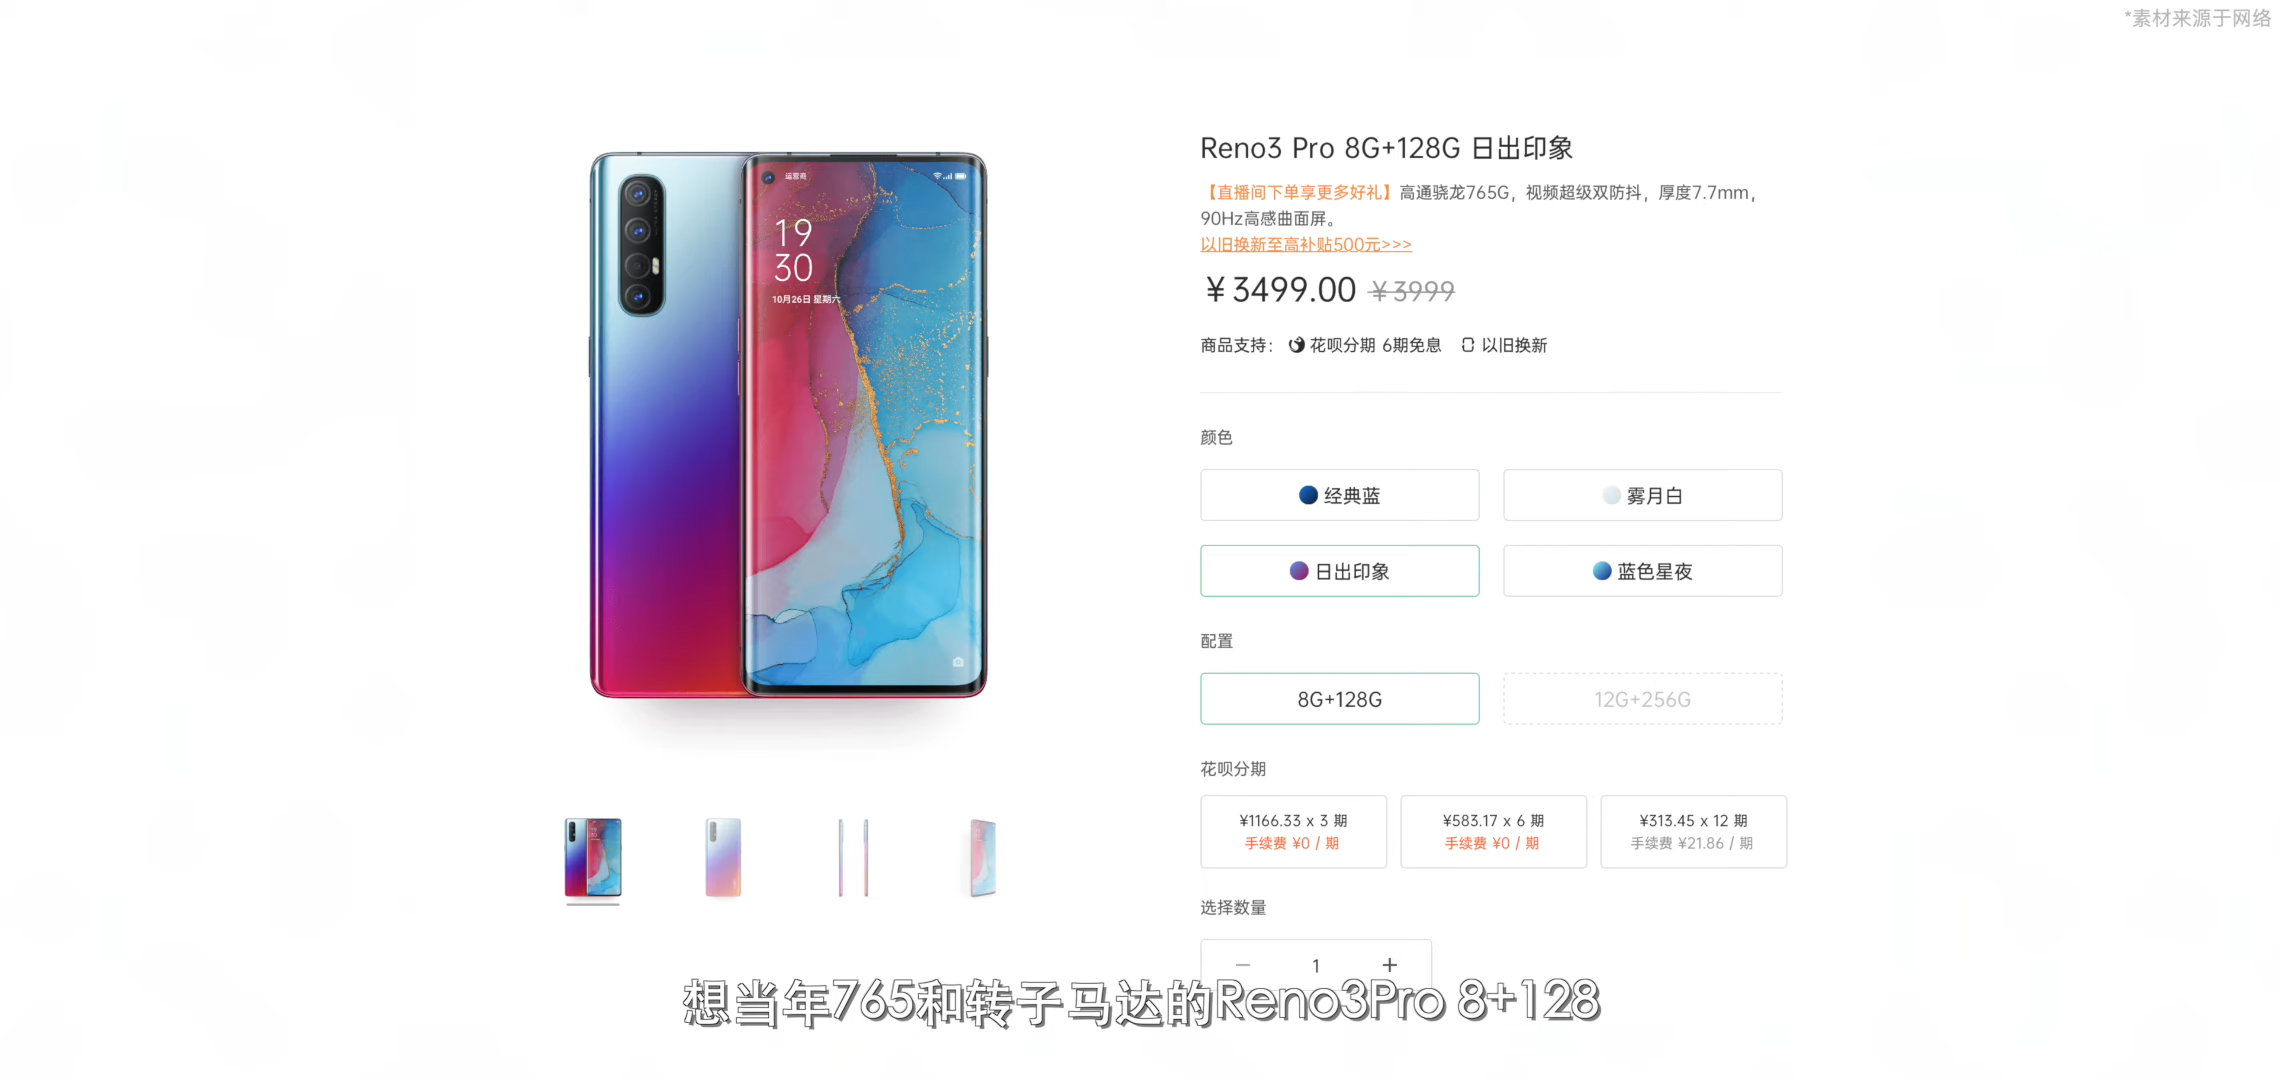 *素材来源于网络
运营商
19
30
10月26日 星期六
Reno3 Pro 8G+128G 日出印象
【直播间下单享更多好礼】高通骁龙765G，视频超级双防抖，厚度7.7mm，
90Hz高感曲面屏。
以旧换新至高补贴500元>>>
¥3499.00 ¥3999
商品支持： 花呗分期 6期免息 以旧换新
颜色
经典蓝
雾月白
日出印象
蓝色星夜
配置
8G+128G
12G+256G
花呗分期
¥1166.33 x 3 期
手续费 ¥0 / 期
¥583.17 x 6 期
手续费 ¥0 / 期
¥313.45 x 12 期
手续费 ¥21.86 / 期
选择数量
− 1 +
想当年765和转子马达的Reno3Pro 8+128